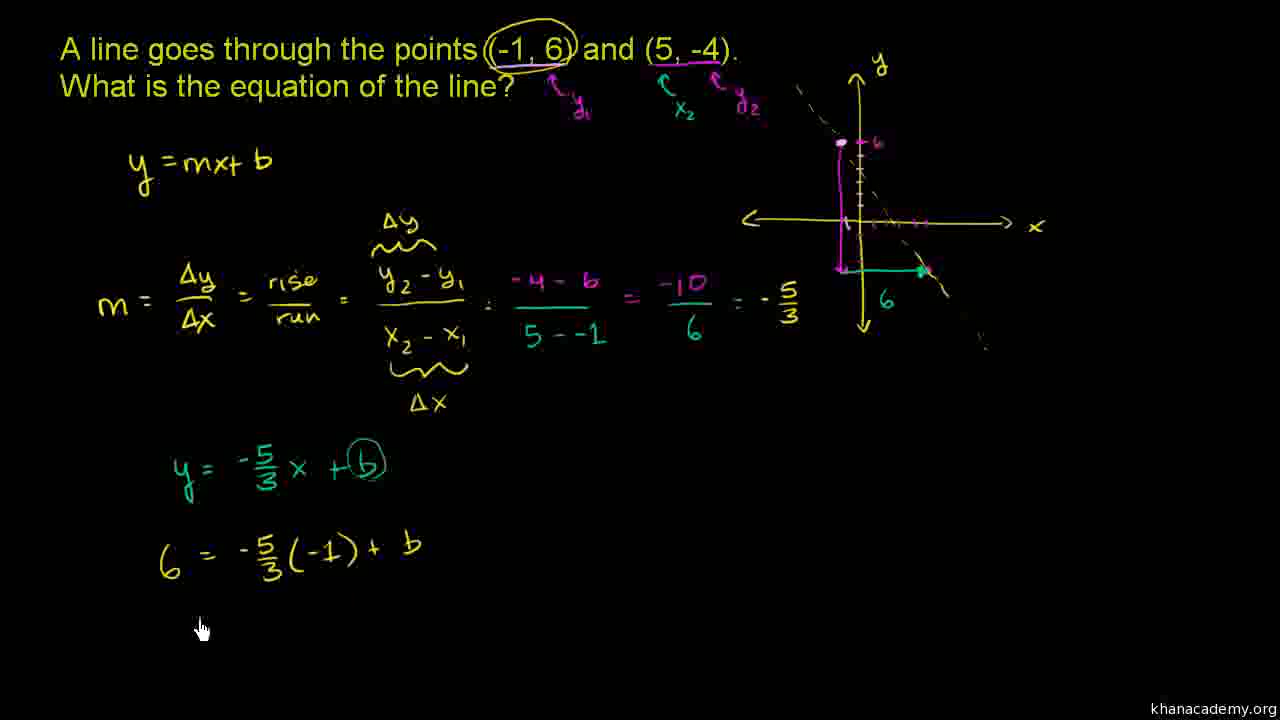 A line goes through the points (-1, 6) and (5, -4).
What is the equation of the line?
y₁ x₂ y₂
y
6
x
6
y = mx + b
m = Δy/Δx = rise/run = (y₂ - y₁)/(x₂ - x₁) = (-4 - 6)/(5 - -1) = -10/6 = -5/3
Δy
Δx
y = -5/3 x + b
6 = -5/3 (-1) + b
khanacademy.org